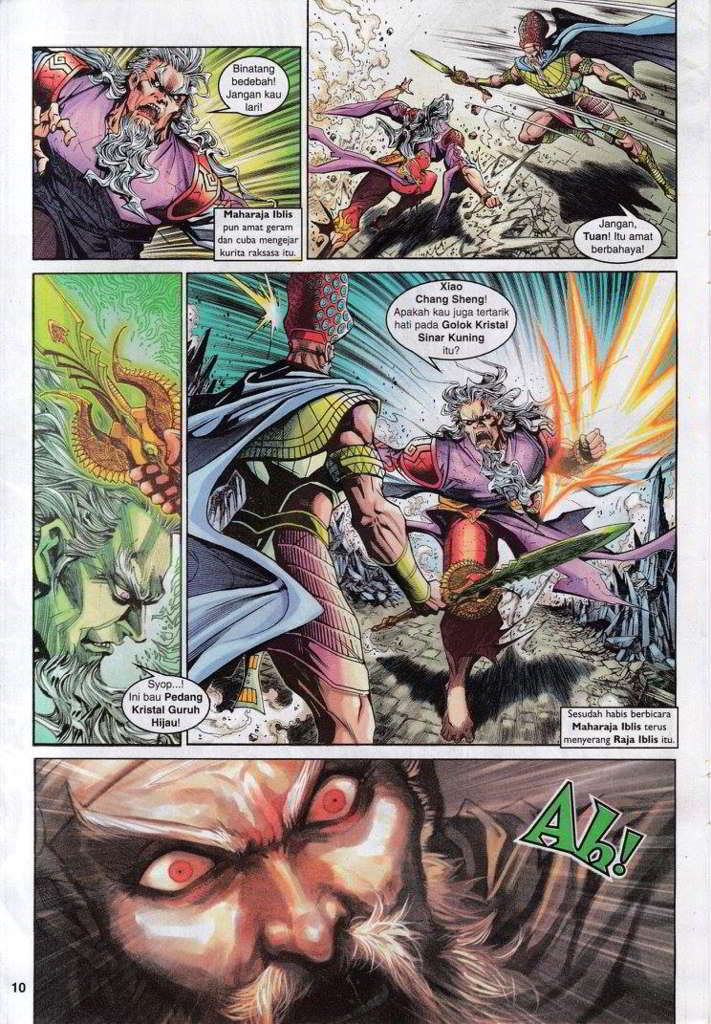 Binatang
bedebah!
Jangan kau
lari!
Maharaja Iblis
pun amat geram
dan cuba mengejar
kurita raksasa itu.
Jangan,
Tuan! Itu amat
berbahaya!
Syop...!
Ini bau Pedang
Kristal Guruh
Hijau!
Xiao
Chang Sheng!
Apakah kau juga tertarik
hati pada Golok Kristal
Sinar Kuning
itu?
Sesudah habis berbicara
Maharaja Iblis terus
menyerang Raja Iblis itu.
Ah!
10